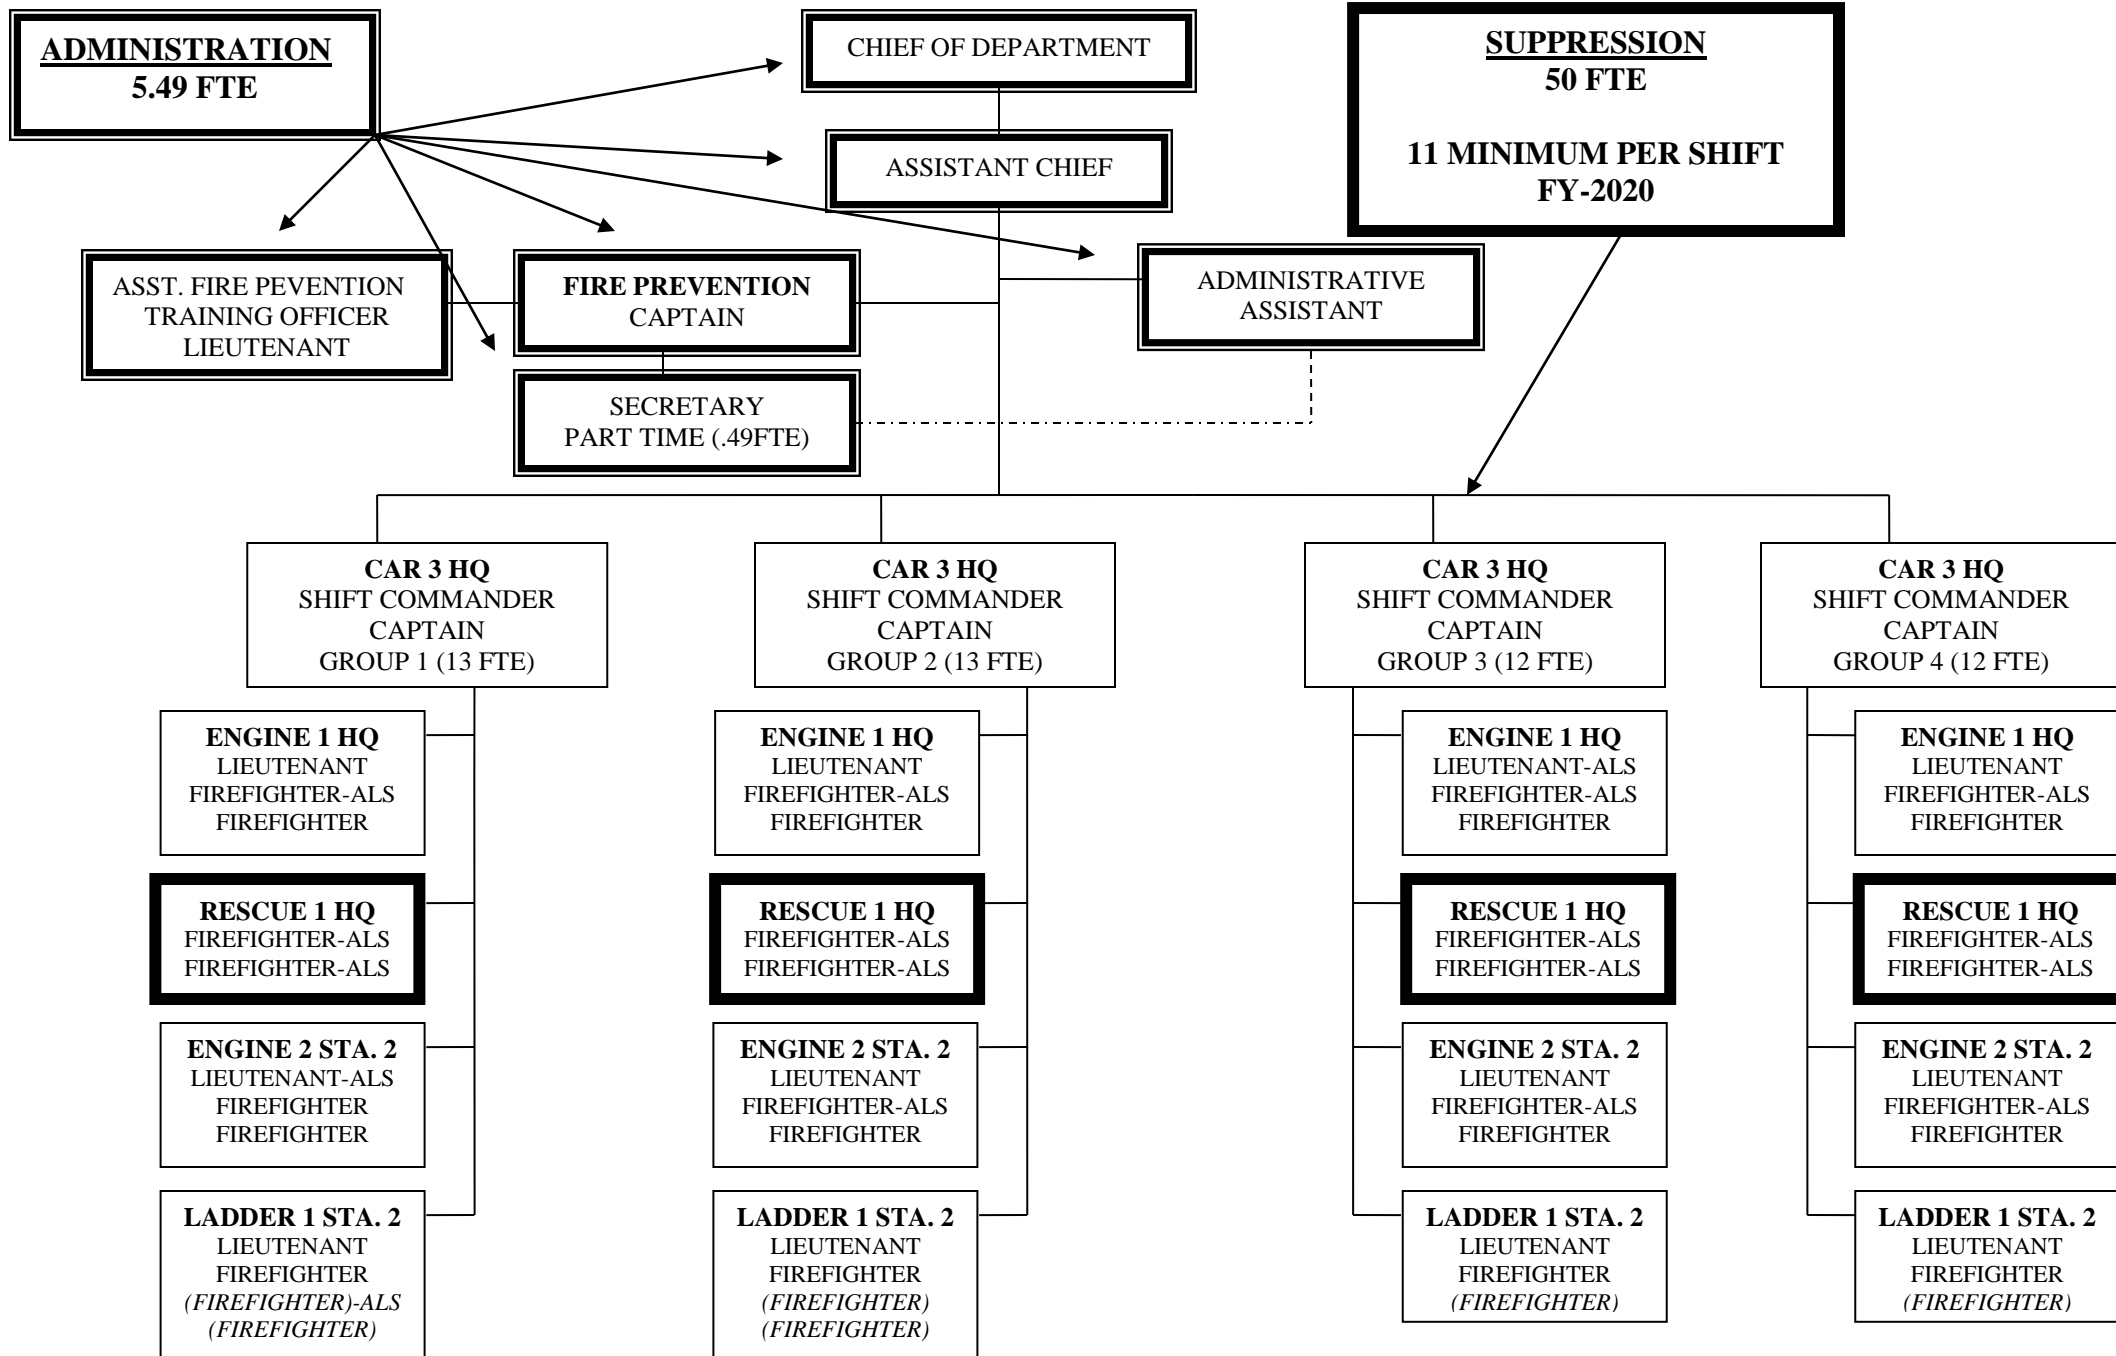 ADMINISTRATION
5.49 FTE
CHIEF OF DEPARTMENT
SUPPRESSION
50 FTE
11 MINIMUM PER SHIFT
FY-2020
ASSISTANT CHIEF
ASST. FIRE PEVENTION
TRAINING OFFICER
LIEUTENANT
FIRE PREVENTION
CAPTAIN
ADMINISTRATIVE
ASSISTANT
SECRETARY
PART TIME (.49FTE)
CAR 3 HQ
SHIFT COMMANDER
CAPTAIN
GROUP 1 (13 FTE)
ENGINE 1 HQ
LIEUTENANT
FIREFIGHTER-ALS
FIREFIGHTER
RESCUE 1 HQ
FIREFIGHTER-ALS
FIREFIGHTER-ALS
ENGINE 2 STA. 2
LIEUTENANT-ALS
FIREFIGHTER
FIREFIGHTER
LADDER 1 STA. 2
LIEUTENANT
FIREFIGHTER
(FIREFIGHTER)-ALS
(FIREFIGHTER)
CAR 3 HQ
SHIFT COMMANDER
CAPTAIN
GROUP 2 (13 FTE)
ENGINE 1 HQ
LIEUTENANT
FIREFIGHTER-ALS
FIREFIGHTER
RESCUE 1 HQ
FIREFIGHTER-ALS
FIREFIGHTER-ALS
ENGINE 2 STA. 2
LIEUTENANT
FIREFIGHTER-ALS
FIREFIGHTER
LADDER 1 STA. 2
LIEUTENANT
FIREFIGHTER
(FIREFIGHTER)
(FIREFIGHTER)
CAR 3 HQ
SHIFT COMMANDER
CAPTAIN
GROUP 3 (12 FTE)
ENGINE 1 HQ
LIEUTENANT-ALS
FIREFIGHTER-ALS
FIREFIGHTER
RESCUE 1 HQ
FIREFIGHTER-ALS
FIREFIGHTER-ALS
ENGINE 2 STA. 2
LIEUTENANT
FIREFIGHTER-ALS
FIREFIGHTER
LADDER 1 STA. 2
LIEUTENANT
FIREFIGHTER
(FIREFIGHTER)
CAR 3 HQ
SHIFT COMMANDER
CAPTAIN
GROUP 4 (12 FTE)
ENGINE 1 HQ
LIEUTENANT
FIREFIGHTER-ALS
FIREFIGHTER
RESCUE 1 HQ
FIREFIGHTER-ALS
FIREFIGHTER-ALS
ENGINE 2 STA. 2
LIEUTENANT
FIREFIGHTER-ALS
FIREFIGHTER
LADDER 1 STA. 2
LIEUTENANT
FIREFIGHTER
(FIREFIGHTER)